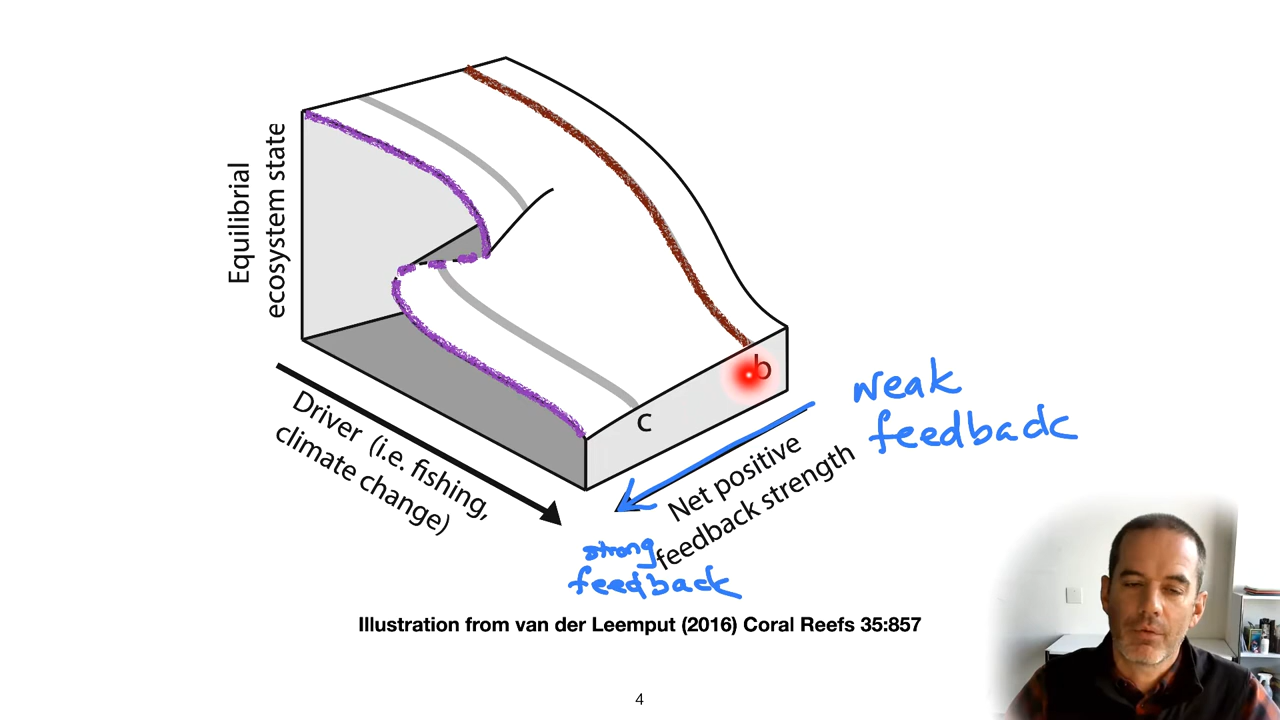 Equilibrial
ecosystem state
b
c
weak
feedback
Driver (i.e. fishing,
climate change)
Net positive
feedback strength
strong
feedback
Illustration from van der Leemput (2016) Coral Reefs 35:857
4